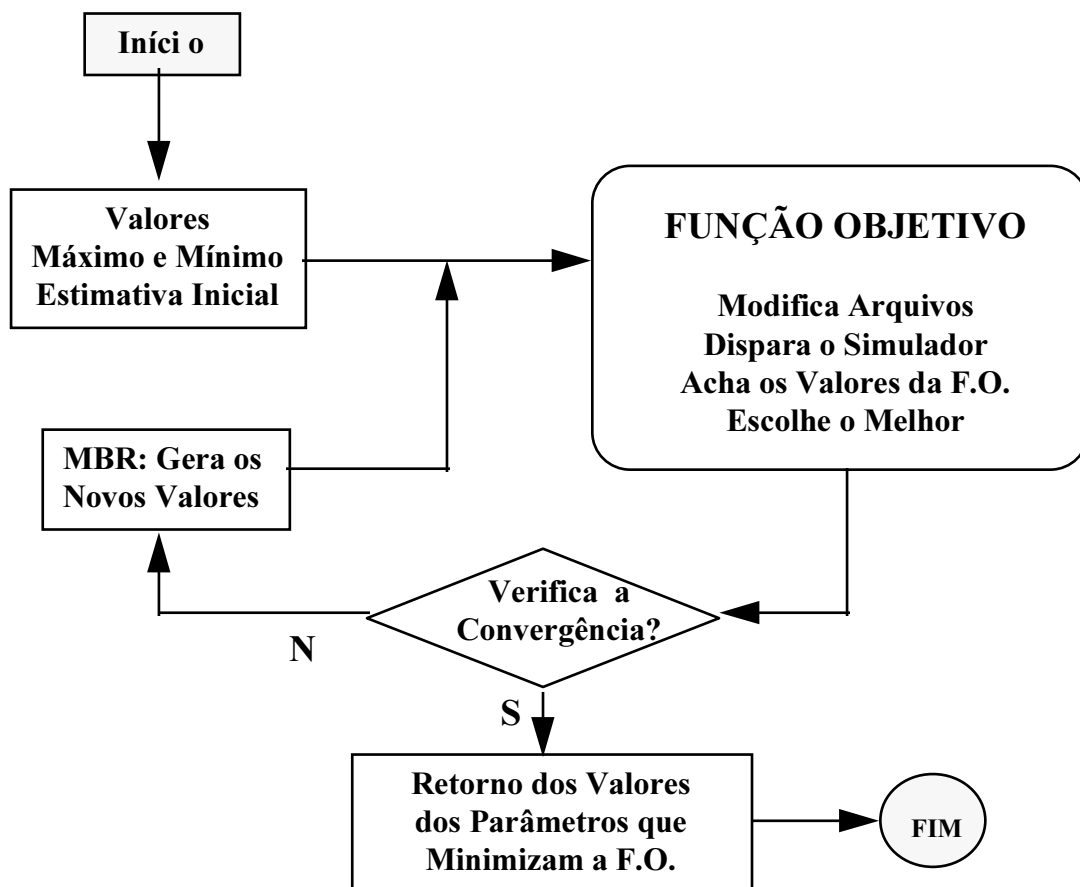 Iníci o
Valores
Máximo e Mínimo
Estimativa Inicial
FUNÇÃO OBJETIVO
Modifica Arquivos
Dispara o Simulador
Acha os Valores da F.O.
Escolhe o Melhor
MBR: Gera os
Novos Valores
Verifica a
Convergência?
N
S
Retorno dos Valores
dos Parâmetros que
Minimizam a F.O.
FIM